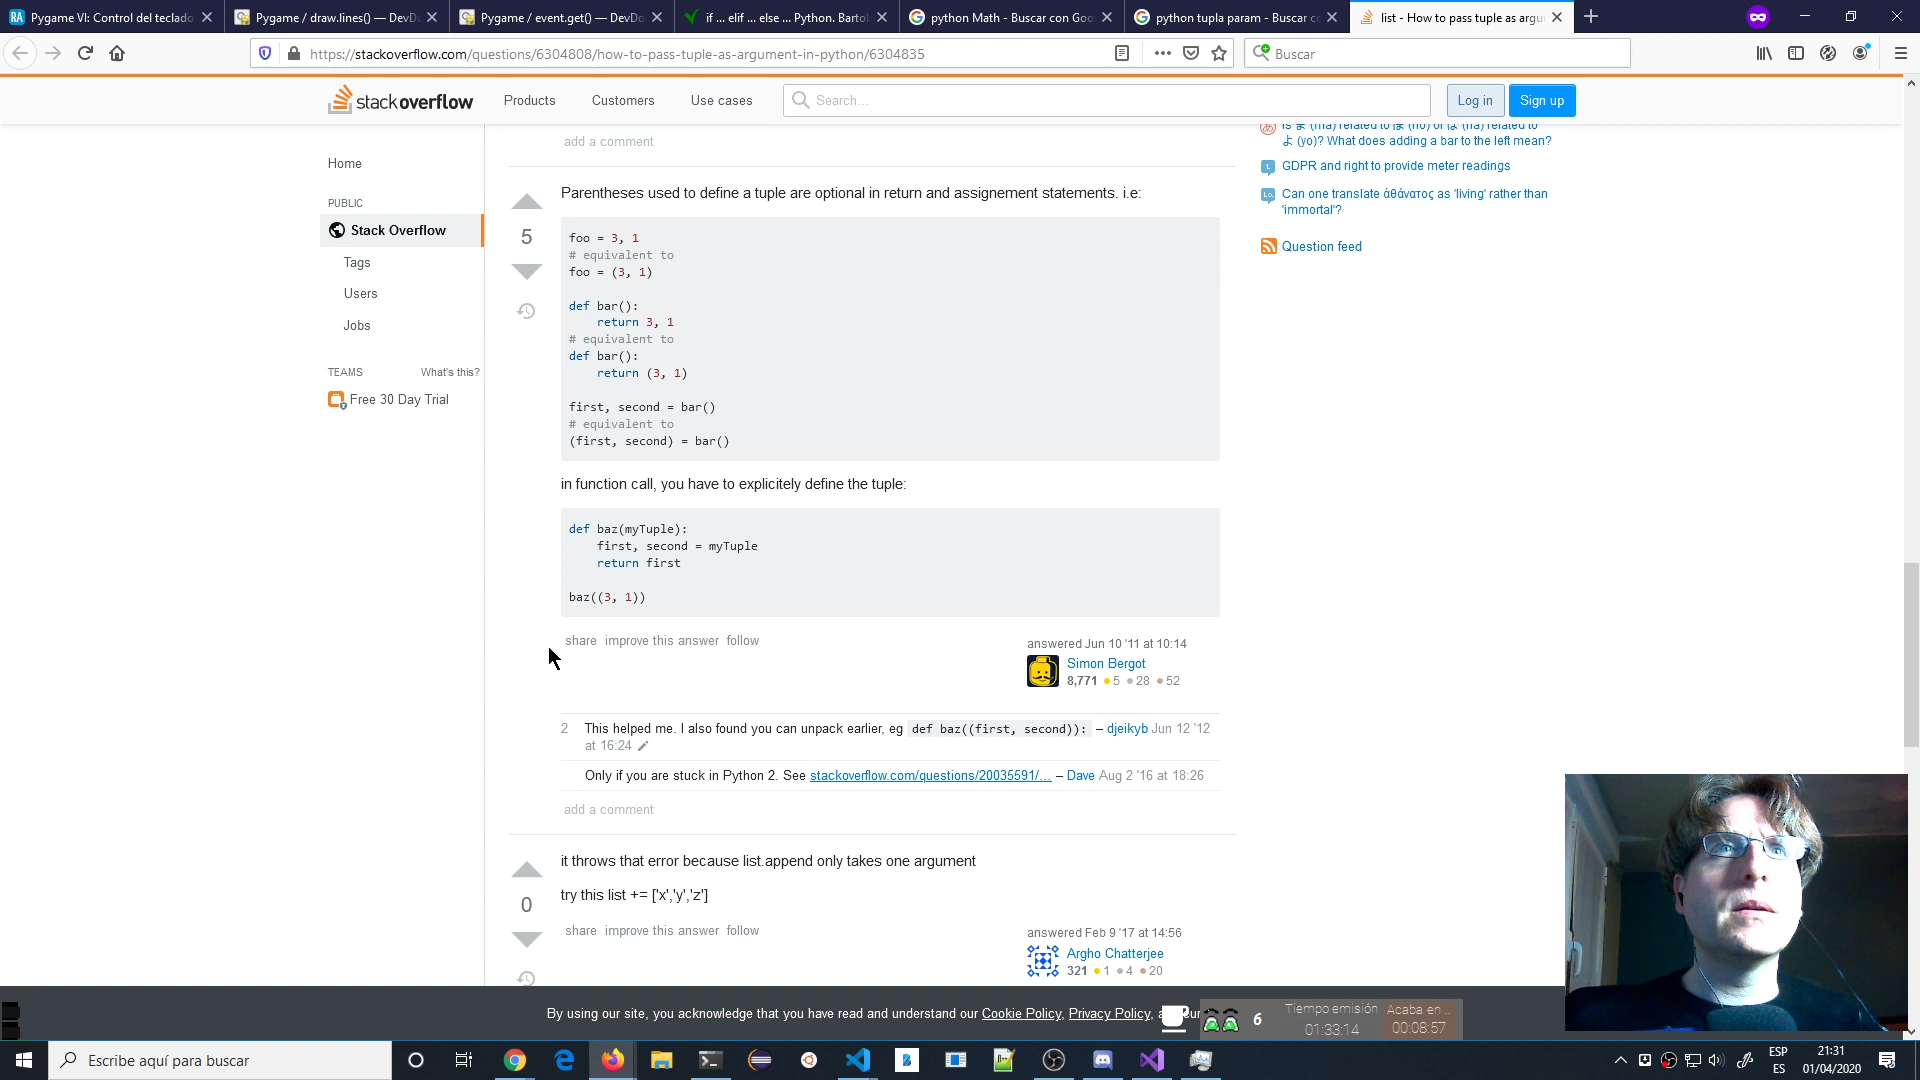 Pygame VI: Control del teclado
Pygame / draw.lines() — DevDo
Pygame / event.get() — DevDo
if ... elif ... else ... Python. Bartol
python Math - Buscar con Goo
python tupla param - Buscar c
list - How to pass tuple as argu
https://stackoverflow.com/questions/6304808/how-to-pass-tuple-as-argument-in-python/6304835
Buscar
stackoverflow
Products
Customers
Use cases
Search...
Log in
Sign up
よ (yo)? What does adding a bar to the left mean?
GDPR and right to provide meter readings
Can one translate ἀθάνατος as 'living' rather than
'immortal'?
Question feed
Home
PUBLIC
Stack Overflow
Tags
Users
Jobs
TEAMS
What's this?
Free 30 Day Trial
add a comment
Parentheses used to define a tuple are optional in return and assignement statements. i.e:
5
foo = 3, 1
# equivalent to
foo = (3, 1)
def bar():
return 3, 1
# equivalent to
def bar():
return (3, 1)
first, second = bar()
# equivalent to
(first, second) = bar()
in function call, you have to explicitely define the tuple:
def baz(myTuple):
first, second = myTuple
return first
baz((3, 1))
share improve this answer follow
answered Jun 10 '11 at 10:14
Simon Bergot
8,771 5 28 52
2 This helped me. I also found you can unpack earlier, eg def baz((first, second)): – djeikyb Jun 12 '12
at 16:24
Only if you are stuck in Python 2. See stackoverflow.com/questions/20035591/… – Dave Aug 2 '16 at 18:26
add a comment
it throws that error because list.append only takes one argument
0
try this list += ['x','y','z']
share improve this answer follow
answered Feb 9 '17 at 14:56
Argho Chatterjee
321 1 4 20
By using our site, you acknowledge that you have read and understand our Cookie Policy, Privacy Policy,
6
Tiempo emisión
01:33:14
Acaba en ..
00:08:57
Escribe aquí para buscar
ESP
ES
21:31
01/04/2020